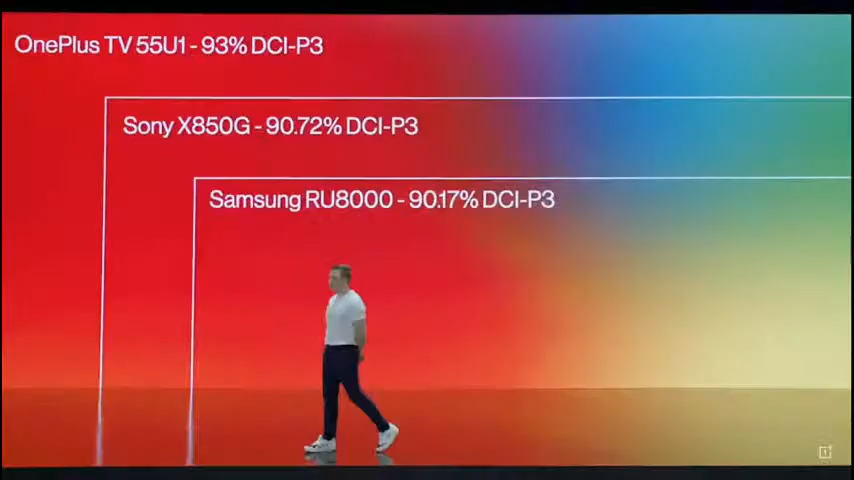 OnePlus TV 55U1 - 93% DCI-P3
Sony X850G - 90.72% DCI-P3
Samsung RU8000 - 90.17% DCI-P3